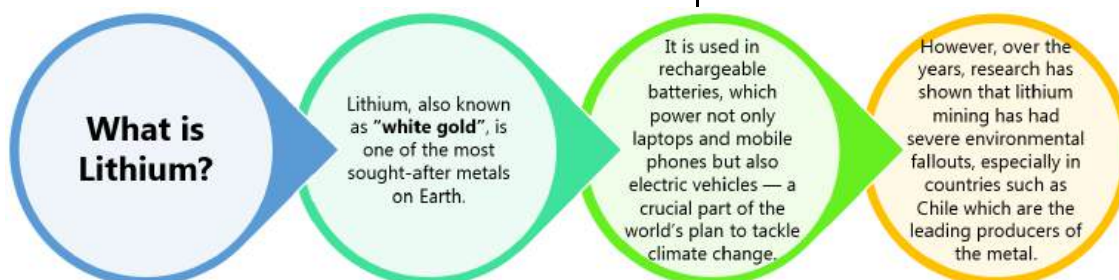 What is
Lithium?
Lithium, also known
as "white gold", is
one of the most
sought-after metals
on Earth.
It is used in
rechargeable
batteries, which
power not only
laptops and mobile
phones but also
electric vehicles — a
crucial part of the
world's plan to tackle
climate change.
However, over the
years, research has
shown that lithium
mining has had
severe environmental
fallouts, especially in
countries such as
Chile which are the
leading producers of
the metal.